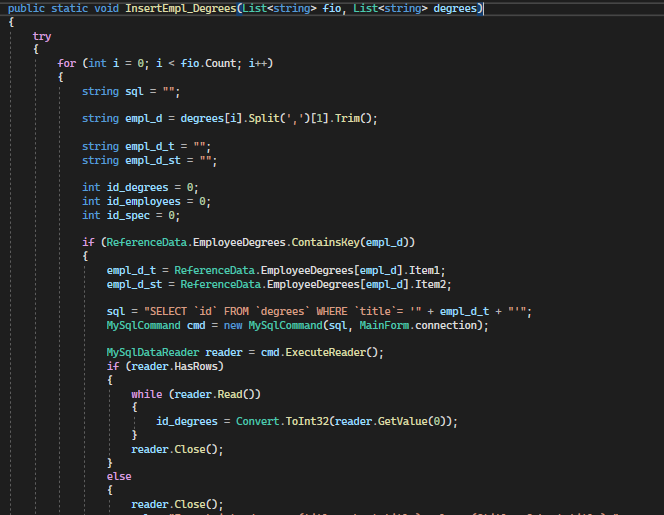 public static void InsertEmpl_Degrees(List<string> fio, List<string> degrees)
{
try
{
for (int i = 0; i < fio.Count; i++)
{
string sql = "";
string empl_d = degrees[i].Split(',')[1].Trim();
string empl_d_t = "";
string empl_d_st = "";
int id_degrees = 0;
int id_employees = 0;
int id_spec = 0;
if (ReferenceData.EmployeeDegrees.ContainsKey(empl_d))
{
empl_d_t = ReferenceData.EmployeeDegrees[empl_d].Item1;
empl_d_st = ReferenceData.EmployeeDegrees[empl_d].Item2;
sql = "SELECT `id` FROM `degrees` WHERE `title`= '" + empl_d_t + "'";
MySqlCommand cmd = new MySqlCommand(sql, MainForm.connection);
MySqlDataReader reader = cmd.ExecuteReader();
if (reader.HasRows)
{
while (reader.Read())
{
id_degrees = Convert.ToInt32(reader.GetValue(0));
}
reader.Close();
}
else
{
reader.Close();